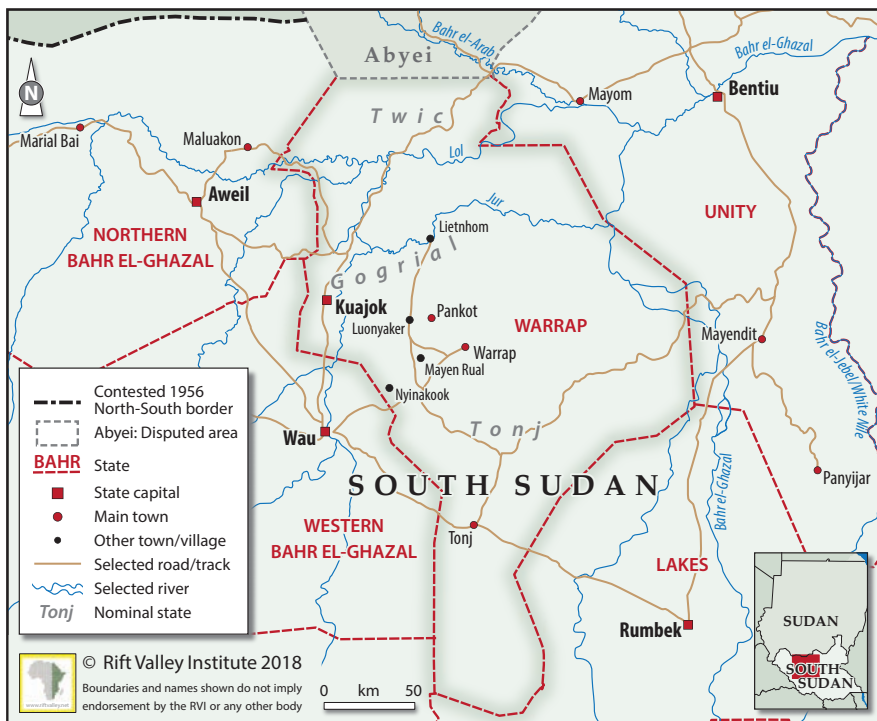 Abyei
Bahr el-Arab
Bahr el-Ghazal
N
Mayom
Bentiu
Twic
Marial Bai
Maluakon
Lol
Aweil
Jur
UNITY
Lietnhom
NORTHERN
BAHR EL-GHAZAL
Gogrial
Kuajok
Pankot
Luonyaker
WARRAP
Mayendit
Warrap
Mayen Rual
Bahr el-Jebel/White Nile
Nyinakook
Tonj
Wau
Panyijar
SOUTH SUDAN
Bahr el-Ghazal
WESTERN
BAHR EL-GHAZAL
Tonj
LAKES
Rumbek
Contested 1956
North-South border
Abyei: Disputed area
BAHR State
State capital
Main town
Other town/village
Selected road/track
Selected river
Tonj Nominal state
SUDAN
SOUTH
SUDAN
www.riftvalley.net
© Rift Valley Institute 2018
Boundaries and names shown do not imply
endorsement by the RVI or any other body
0 km 50